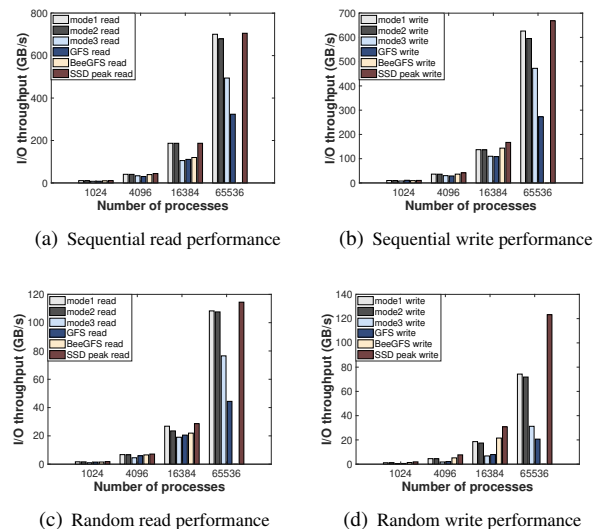 I/O throughput (GB/s)
800
600
400
200
0
mode1 read
mode2 read
mode3 read
GFS read
BeeGFS read
SSD peak read
1024 4096 16384 65536
Number of processes
(a) Sequential read performance
I/O throughput (GB/s)
700
600
500
400
300
200
100
0
mode1 write
mode2 write
mode3 write
GFS write
BeeGFS write
SSD peak write
1024 4096 16384 65536
Number of processes
(b) Sequential write performance
I/O throughput (GB/s)
120
100
80
60
40
20
0
mode1 read
mode2 read
mode3 read
GFS read
BeeGFS read
SSD peak read
1024 4096 16384 65536
Number of processes
(c) Random read performance
I/O throughput (GB/s)
140
120
100
80
60
40
20
0
mode1 write
mode2 write
mode3 write
GFS write
BeeGFS write
SSD peak write
1024 4096 16384 65536
Number of processes
(d) Random write performance